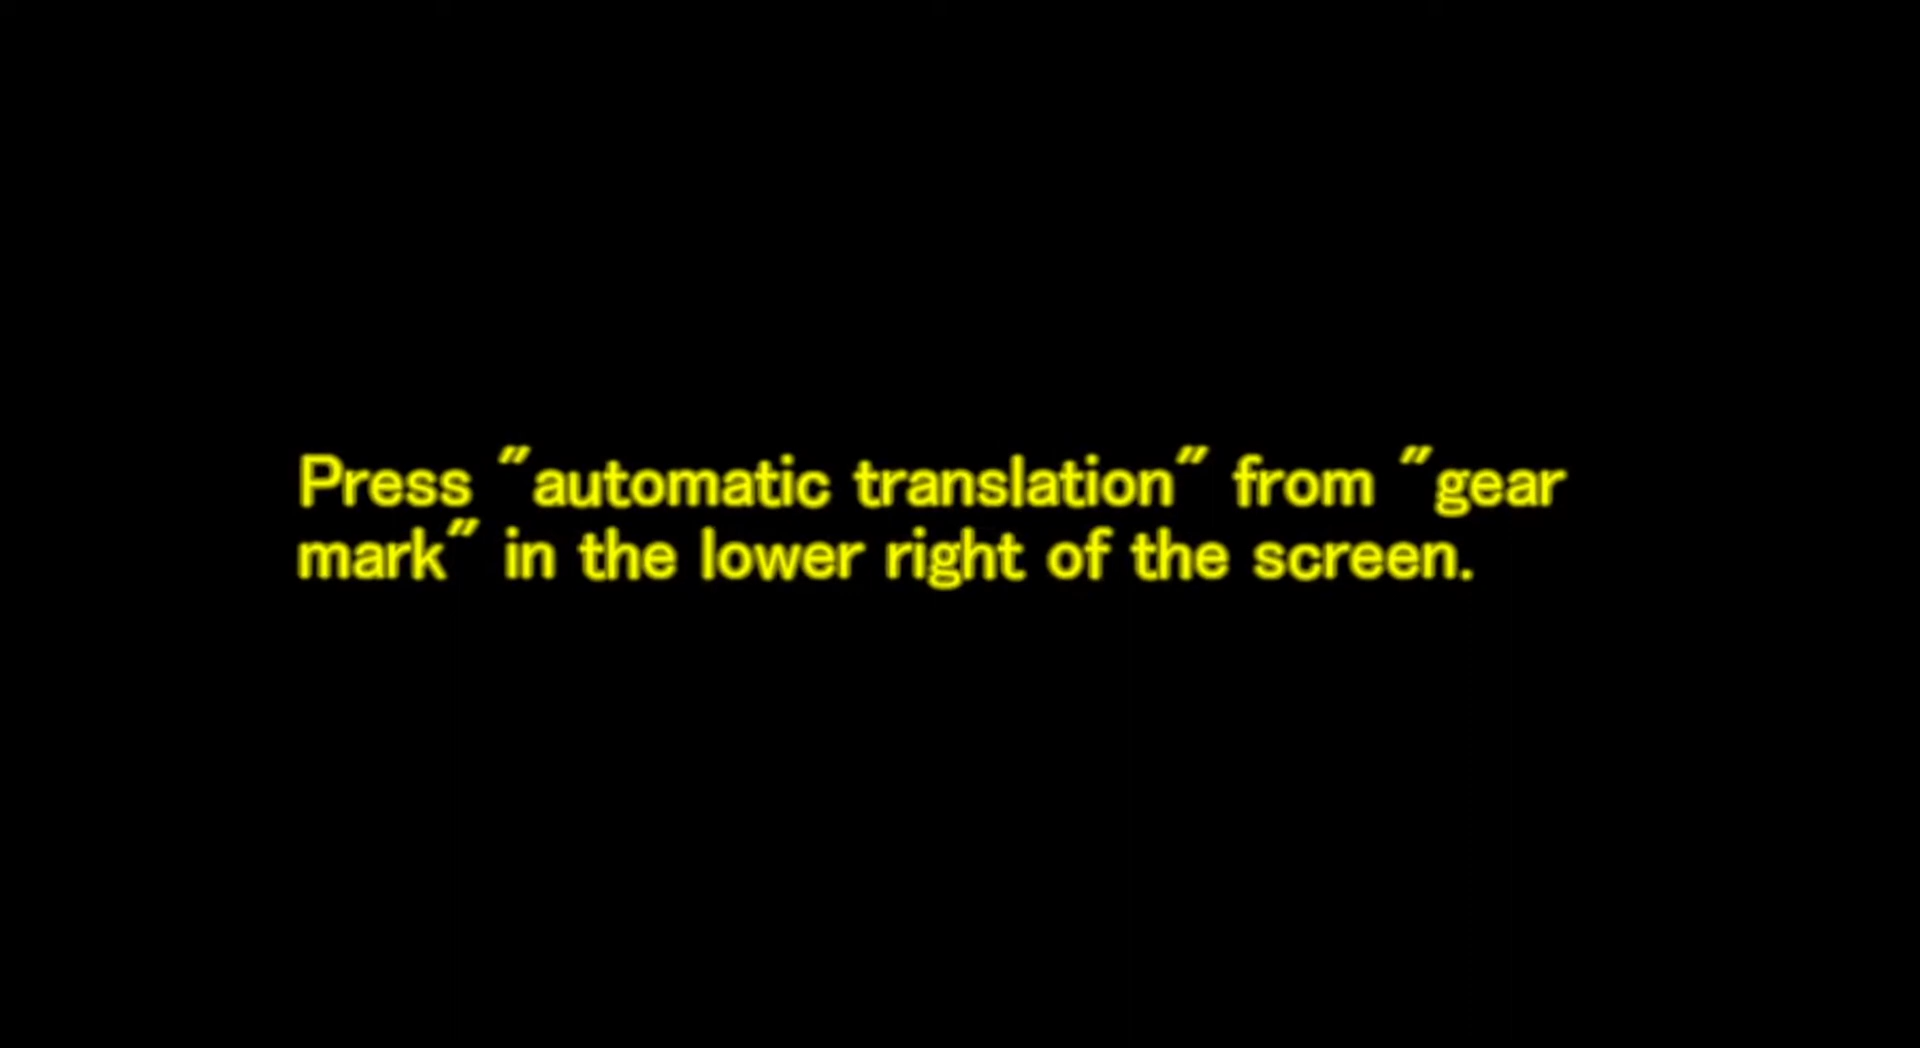 Press "automatic translation" from "gear
mark" in the lower right of the screen.